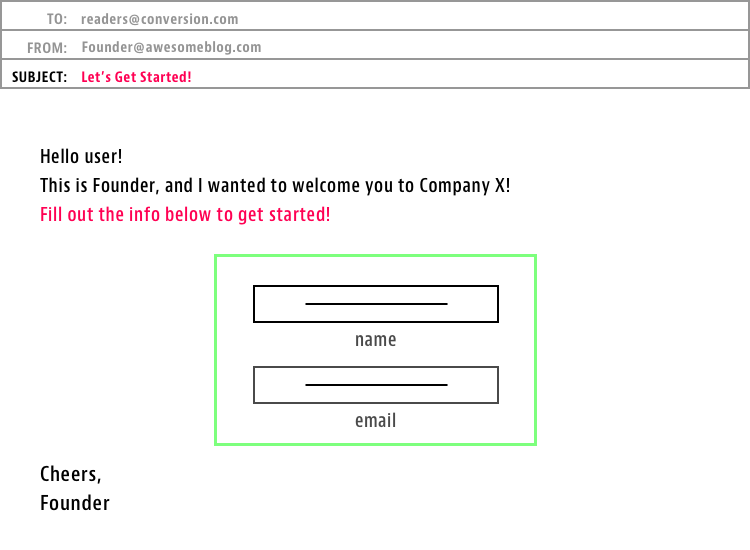 TO: readers@conversion.com
FROM: Founder@awesomeblog.com
SUBJECT: Let's Get Started!
Hello user!
This is Founder, and I wanted to welcome you to Company X!
Fill out the info below to get started!
name
email
Cheers,
Founder